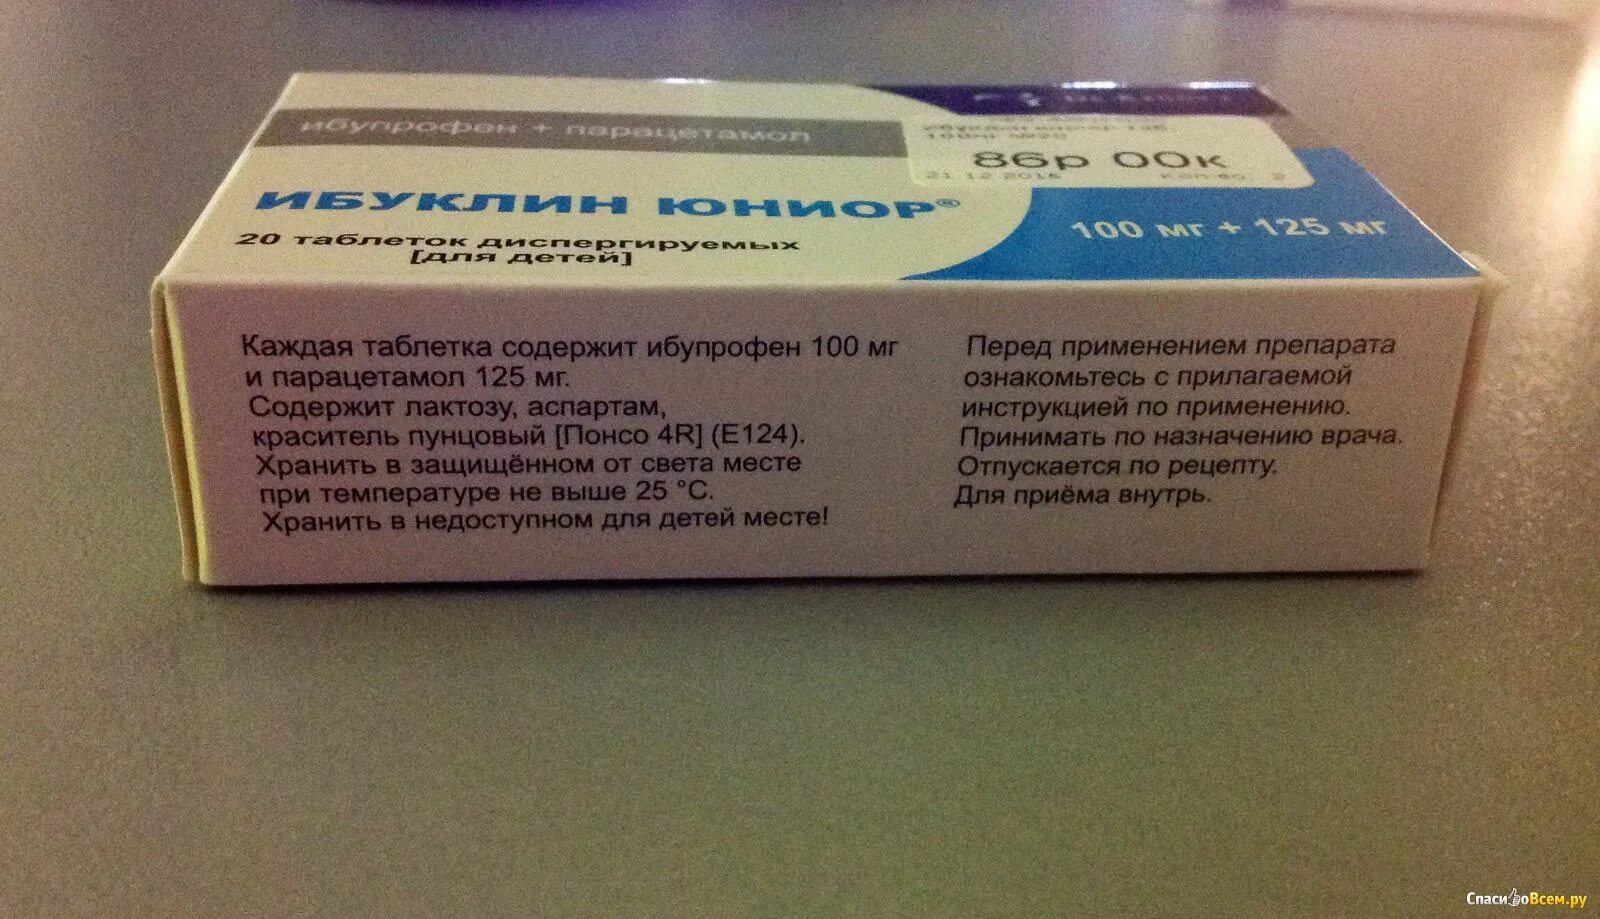 ибупрофен + парацетамол
86р 00к
21.12.2016
кол-во: 2
ИБУКЛИН ЮНИОР®
100 мг + 125 мг
20 таблеток диспергируемых
[для детей]
Каждая таблетка содержит ибупрофен 100 мг
и парацетамол 125 мг.
Содержит лактозу, аспартам,
краситель пунцовый [Понсо 4R] (E124).
Хранить в защищённом от света месте
при температуре не выше 25 °C.
Хранить в недоступном для детей месте!
Перед применением препарата
ознакомьтесь с прилагаемой
инструкцией по применению.
Принимать по назначению врача.
Отпускается по рецепту.
Для приёма внутрь.
СпасибоВсем.ру